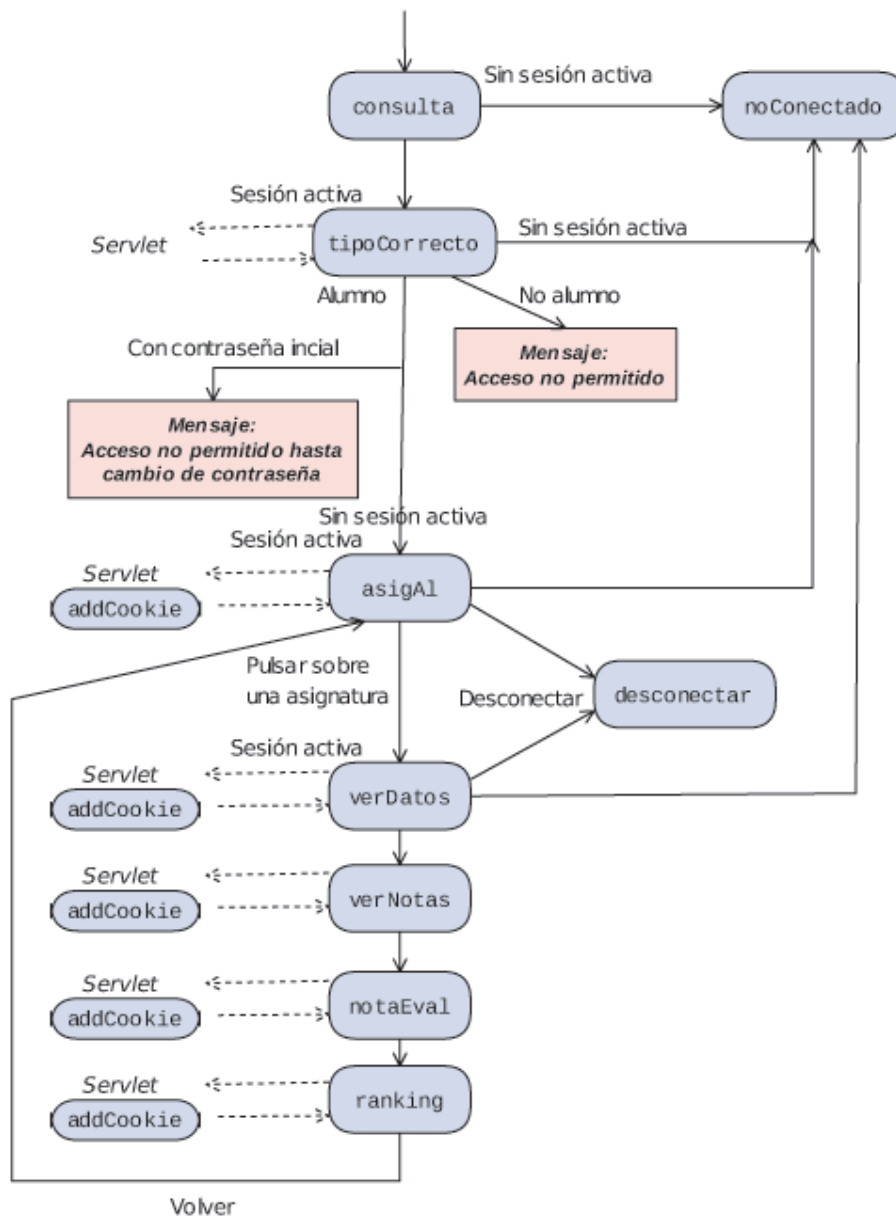 Sin sesión activa
consulta
noConectado
Sesión activa
Servlet
tipoCorrecto
Sin sesión activa
Alumno
No alumno
Con contraseña incial
Mensaje:
Acceso no permitido
Mensaje:
Acceso no permitido hasta
cambio de contraseña
Sin sesión activa
Sesión activa
Servlet
addCookie
asigAl
Pulsar sobre
una asignatura
Desconectar
desconectar
Sesión activa
Servlet
addCookie
verDatos
Servlet
addCookie
verNotas
Servlet
addCookie
notaEval
Servlet
addCookie
ranking
Volver